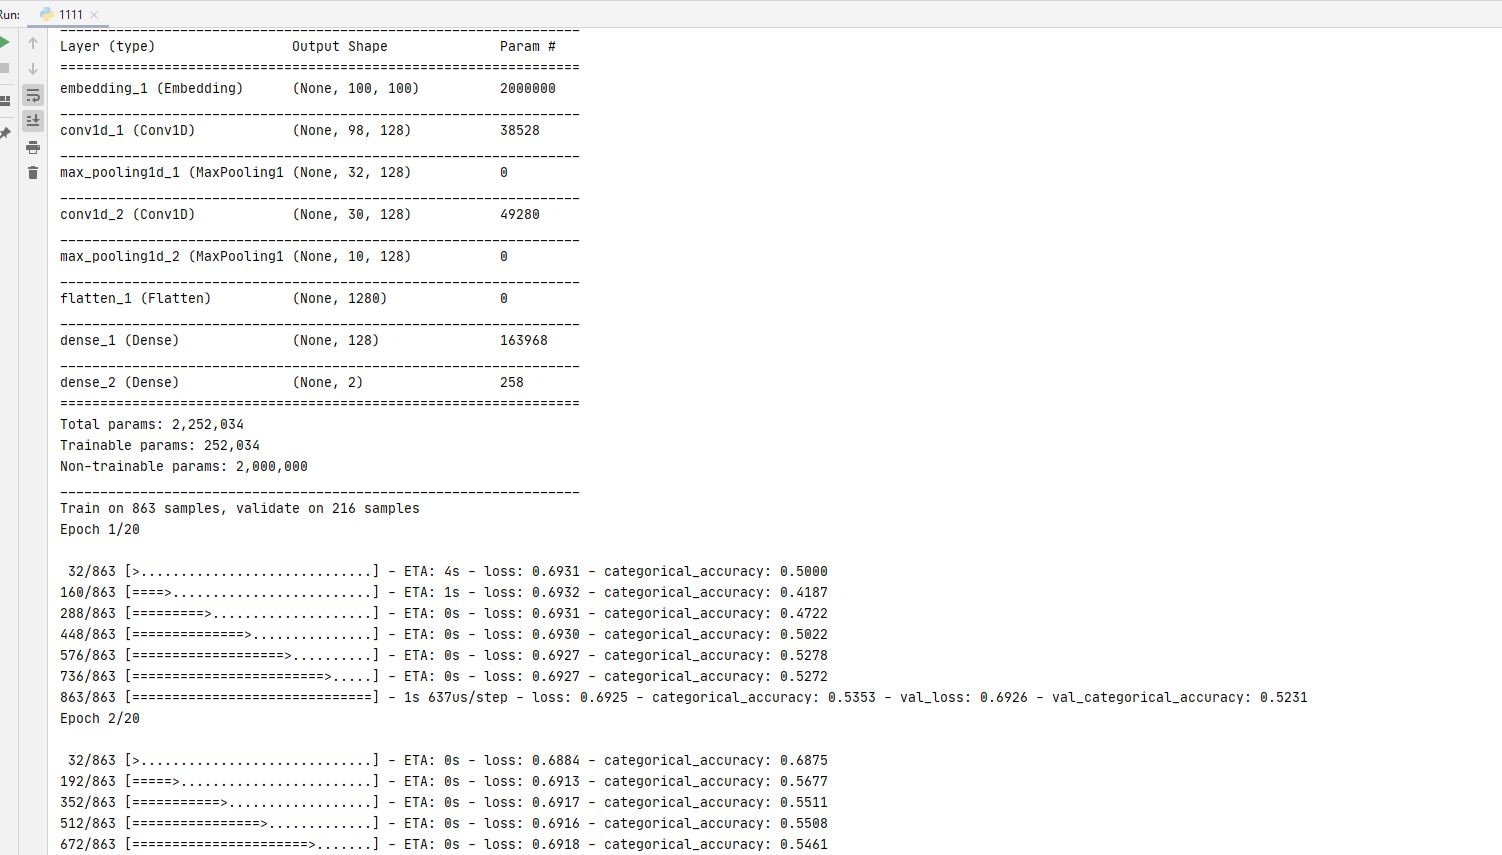 Run: 1111
_________________________________________________________________
Layer (type)                 Output Shape              Param #
=================================================================
embedding_1 (Embedding)      (None, 100, 100)          2000000
_________________________________________________________________
conv1d_1 (Conv1D)            (None, 98, 128)           38528
_________________________________________________________________
max_pooling1d_1 (MaxPooling1 (None, 32, 128)           0
_________________________________________________________________
conv1d_2 (Conv1D)            (None, 30, 128)           49280
_________________________________________________________________
max_pooling1d_2 (MaxPooling1 (None, 10, 128)           0
_________________________________________________________________
flatten_1 (Flatten)          (None, 1280)              0
_________________________________________________________________
dense_1 (Dense)              (None, 128)               163968
_________________________________________________________________
dense_2 (Dense)              (None, 2)                 258
=================================================================
Total params: 2,252,034
Trainable params: 252,034
Non-trainable params: 2,000,000
_________________________________________________________________
Train on 863 samples, validate on 216 samples
Epoch 1/20
 32/863 [>.............................] - ETA: 4s - loss: 0.6931 - categorical_accuracy: 0.5000
160/863 [====>.........................] - ETA: 1s - loss: 0.6932 - categorical_accuracy: 0.4187
288/863 [=========>....................] - ETA: 0s - loss: 0.6931 - categorical_accuracy: 0.4722
448/863 [==============>...............] - ETA: 0s - loss: 0.6930 - categorical_accuracy: 0.5022
576/863 [===================>..........] - ETA: 0s - loss: 0.6927 - categorical_accuracy: 0.5278
736/863 [========================>.....] - ETA: 0s - loss: 0.6927 - categorical_accuracy: 0.5272
863/863 [==============================] - 1s 637us/step - loss: 0.6925 - categorical_accuracy: 0.5353 - val_loss: 0.6926 - val_categorical_accuracy: 0.5231
Epoch 2/20
 32/863 [>.............................] - ETA: 0s - loss: 0.6884 - categorical_accuracy: 0.6875
192/863 [=====>........................] - ETA: 0s - loss: 0.6913 - categorical_accuracy: 0.5677
352/863 [===========>..................] - ETA: 0s - loss: 0.6917 - categorical_accuracy: 0.5511
512/863 [================>.............] - ETA: 0s - loss: 0.6916 - categorical_accuracy: 0.5508
672/863 [======================>.......] - ETA: 0s - loss: 0.6918 - categorical_accuracy: 0.5461